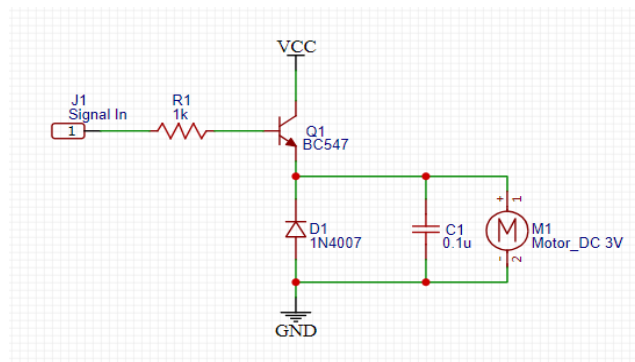 VCC
J1
Signal In
1
R1
1k
Q1
BC547
D1
1N4007
C1
0.1u
+ 1
M
M1
Motor_DC 3V
- 2
GND